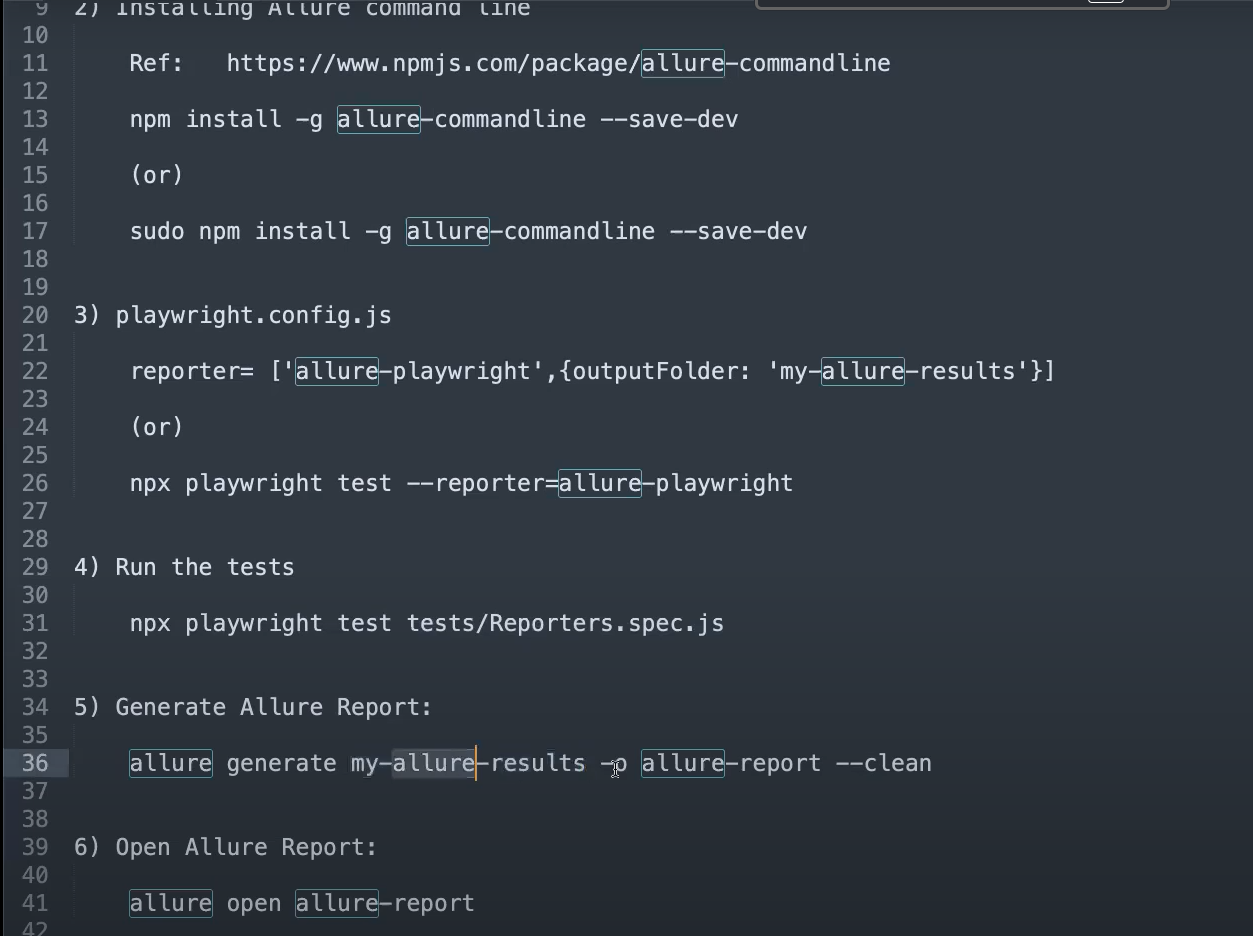 9 2) Installing Allure command line
10
11 Ref: https://www.npmjs.com/package/allure-commandline
12
13 npm install -g allure-commandline --save-dev
14
15 (or)
16
17 sudo npm install -g allure-commandline --save-dev
18
19
20 3) playwright.config.js
21
22 reporter= ['allure-playwright',{outputFolder: 'my-allure-results'}]
23
24 (or)
25
26 npx playwright test --reporter=allure-playwright
27
28
29 4) Run the tests
30
31 npx playwright test tests/Reporters.spec.js
32
33
34 5) Generate Allure Report:
35
36 allure generate my-allure-results -o allure-report --clean
37
38
39 6) Open Allure Report:
40
41 allure open allure-report
42